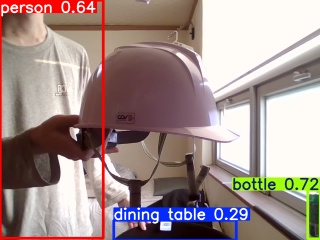 person 0.64
bottle 0.72
dining table 0.29